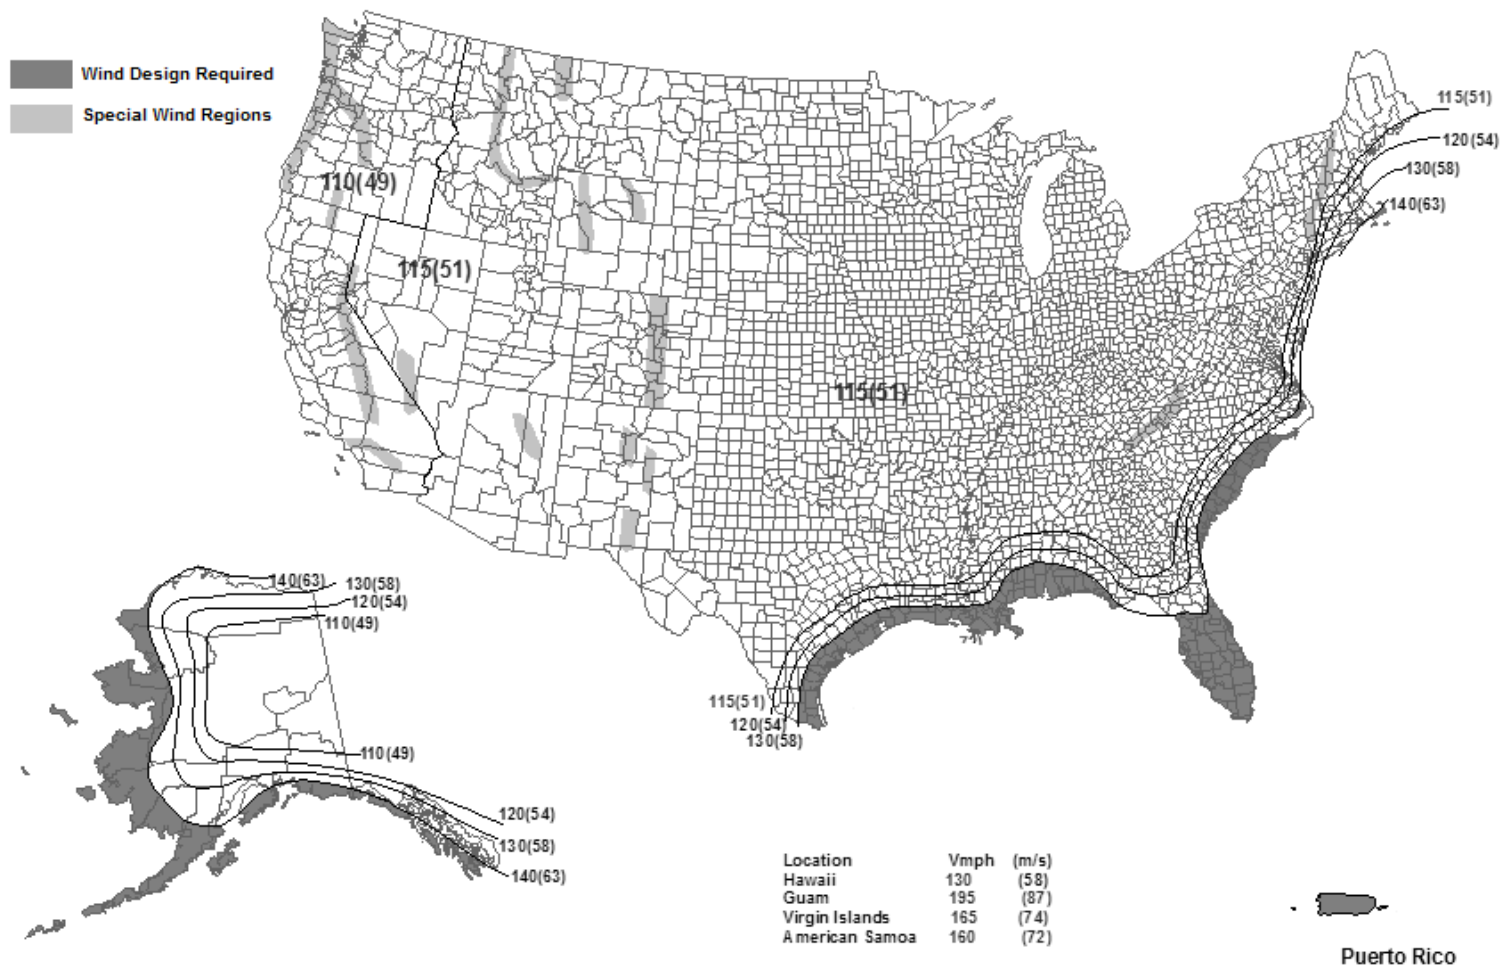 Wind Design Required
Special Wind Regions
115(51)
120(54)
130(58)
140(63)
110(49)
115(51)
115(51)
140(63)
130(58)
120(54)
110(49)
115(51)
120(54)
130(58)
110(49)
120(54)
130(58)
140(63)
Location Vmph (m/s)
Hawaii 130 (58)
Guam 195 (87)
Virgin Islands 165 (74)
American Samoa 160 (72)
Puerto Rico